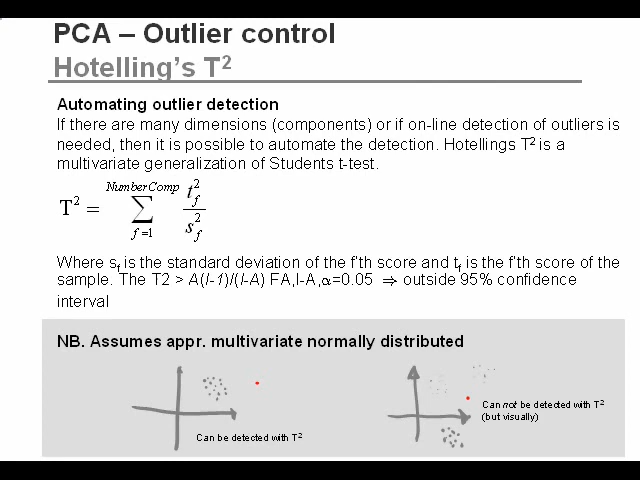 PCA – Outlier control
Hotelling's T²
Automating outlier detection
If there are many dimensions (components) or if on-line detection of outliers is
needed, then it is possible to automate the detection. Hotellings T² is a
multivariate generalization of Students t-test.
T² = ∑_{f=1}^{NumberComp} t_f² / s_f²
Where s_f is the standard deviation of the f'th score and t_f is the f'th score of the
sample. The T2 > A(I-1)/(I-A) FA,I-A,α=0.05 ⇒ outside 95% confidence
interval
NB. Assumes appr. multivariate normally distributed
Can be detected with T²
Can not be detected with T²
(but visually)